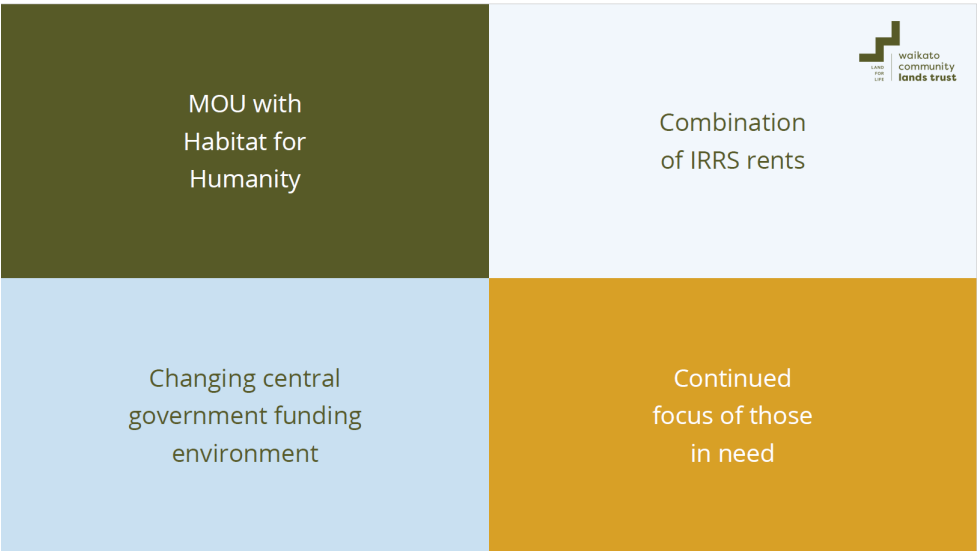 MOU with
Habitat for
Humanity
Combination
of IRRS rents
LAND
FOR
LIFE
waikato
community
lands trust
Changing central
government funding
environment
Continued
focus of those
in need